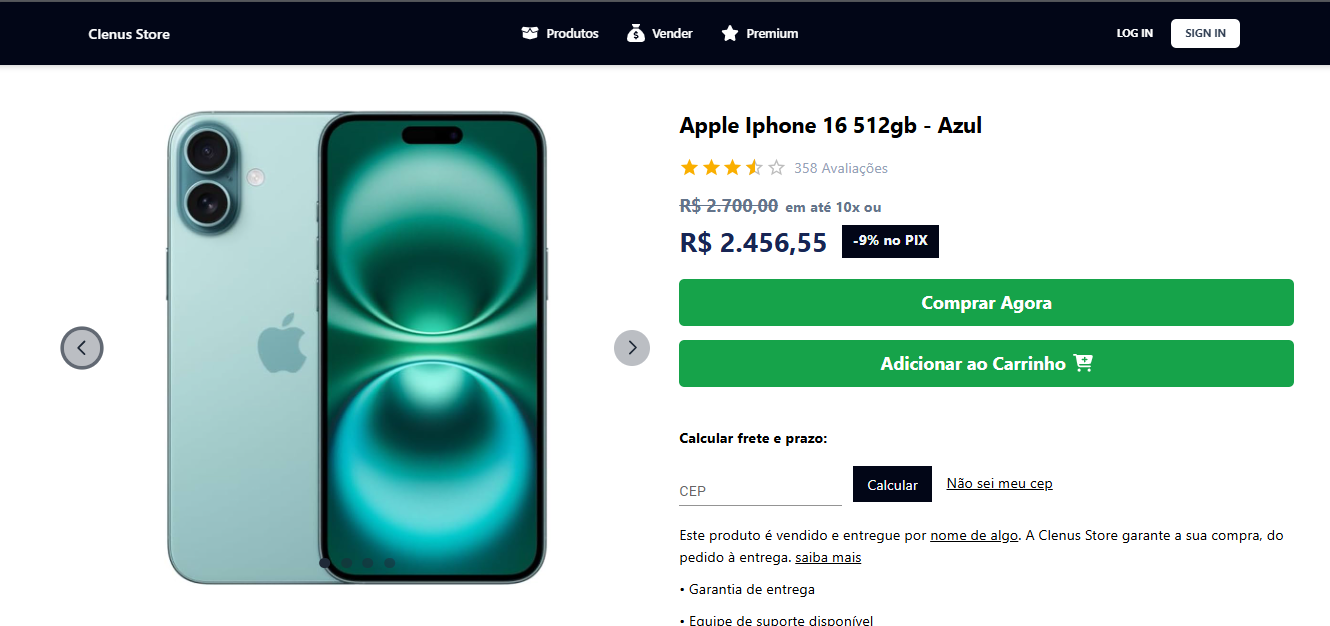 Clenus Store
Produtos
Vender
Premium
LOG IN
SIGN IN
Apple Iphone 16 512gb - Azul
358 Avaliações
R$ 2.700,00 em até 10x ou
R$ 2.456,55
-9% no PIX
Comprar Agora
Adicionar ao Carrinho
Calcular frete e prazo:
CEP
Calcular
Não sei meu cep
Este produto é vendido e entregue por nome de algo. A Clenus Store garante a sua compra, do
pedido à entrega. saiba mais
• Garantia de entrega
• Equipe de suporte disponível